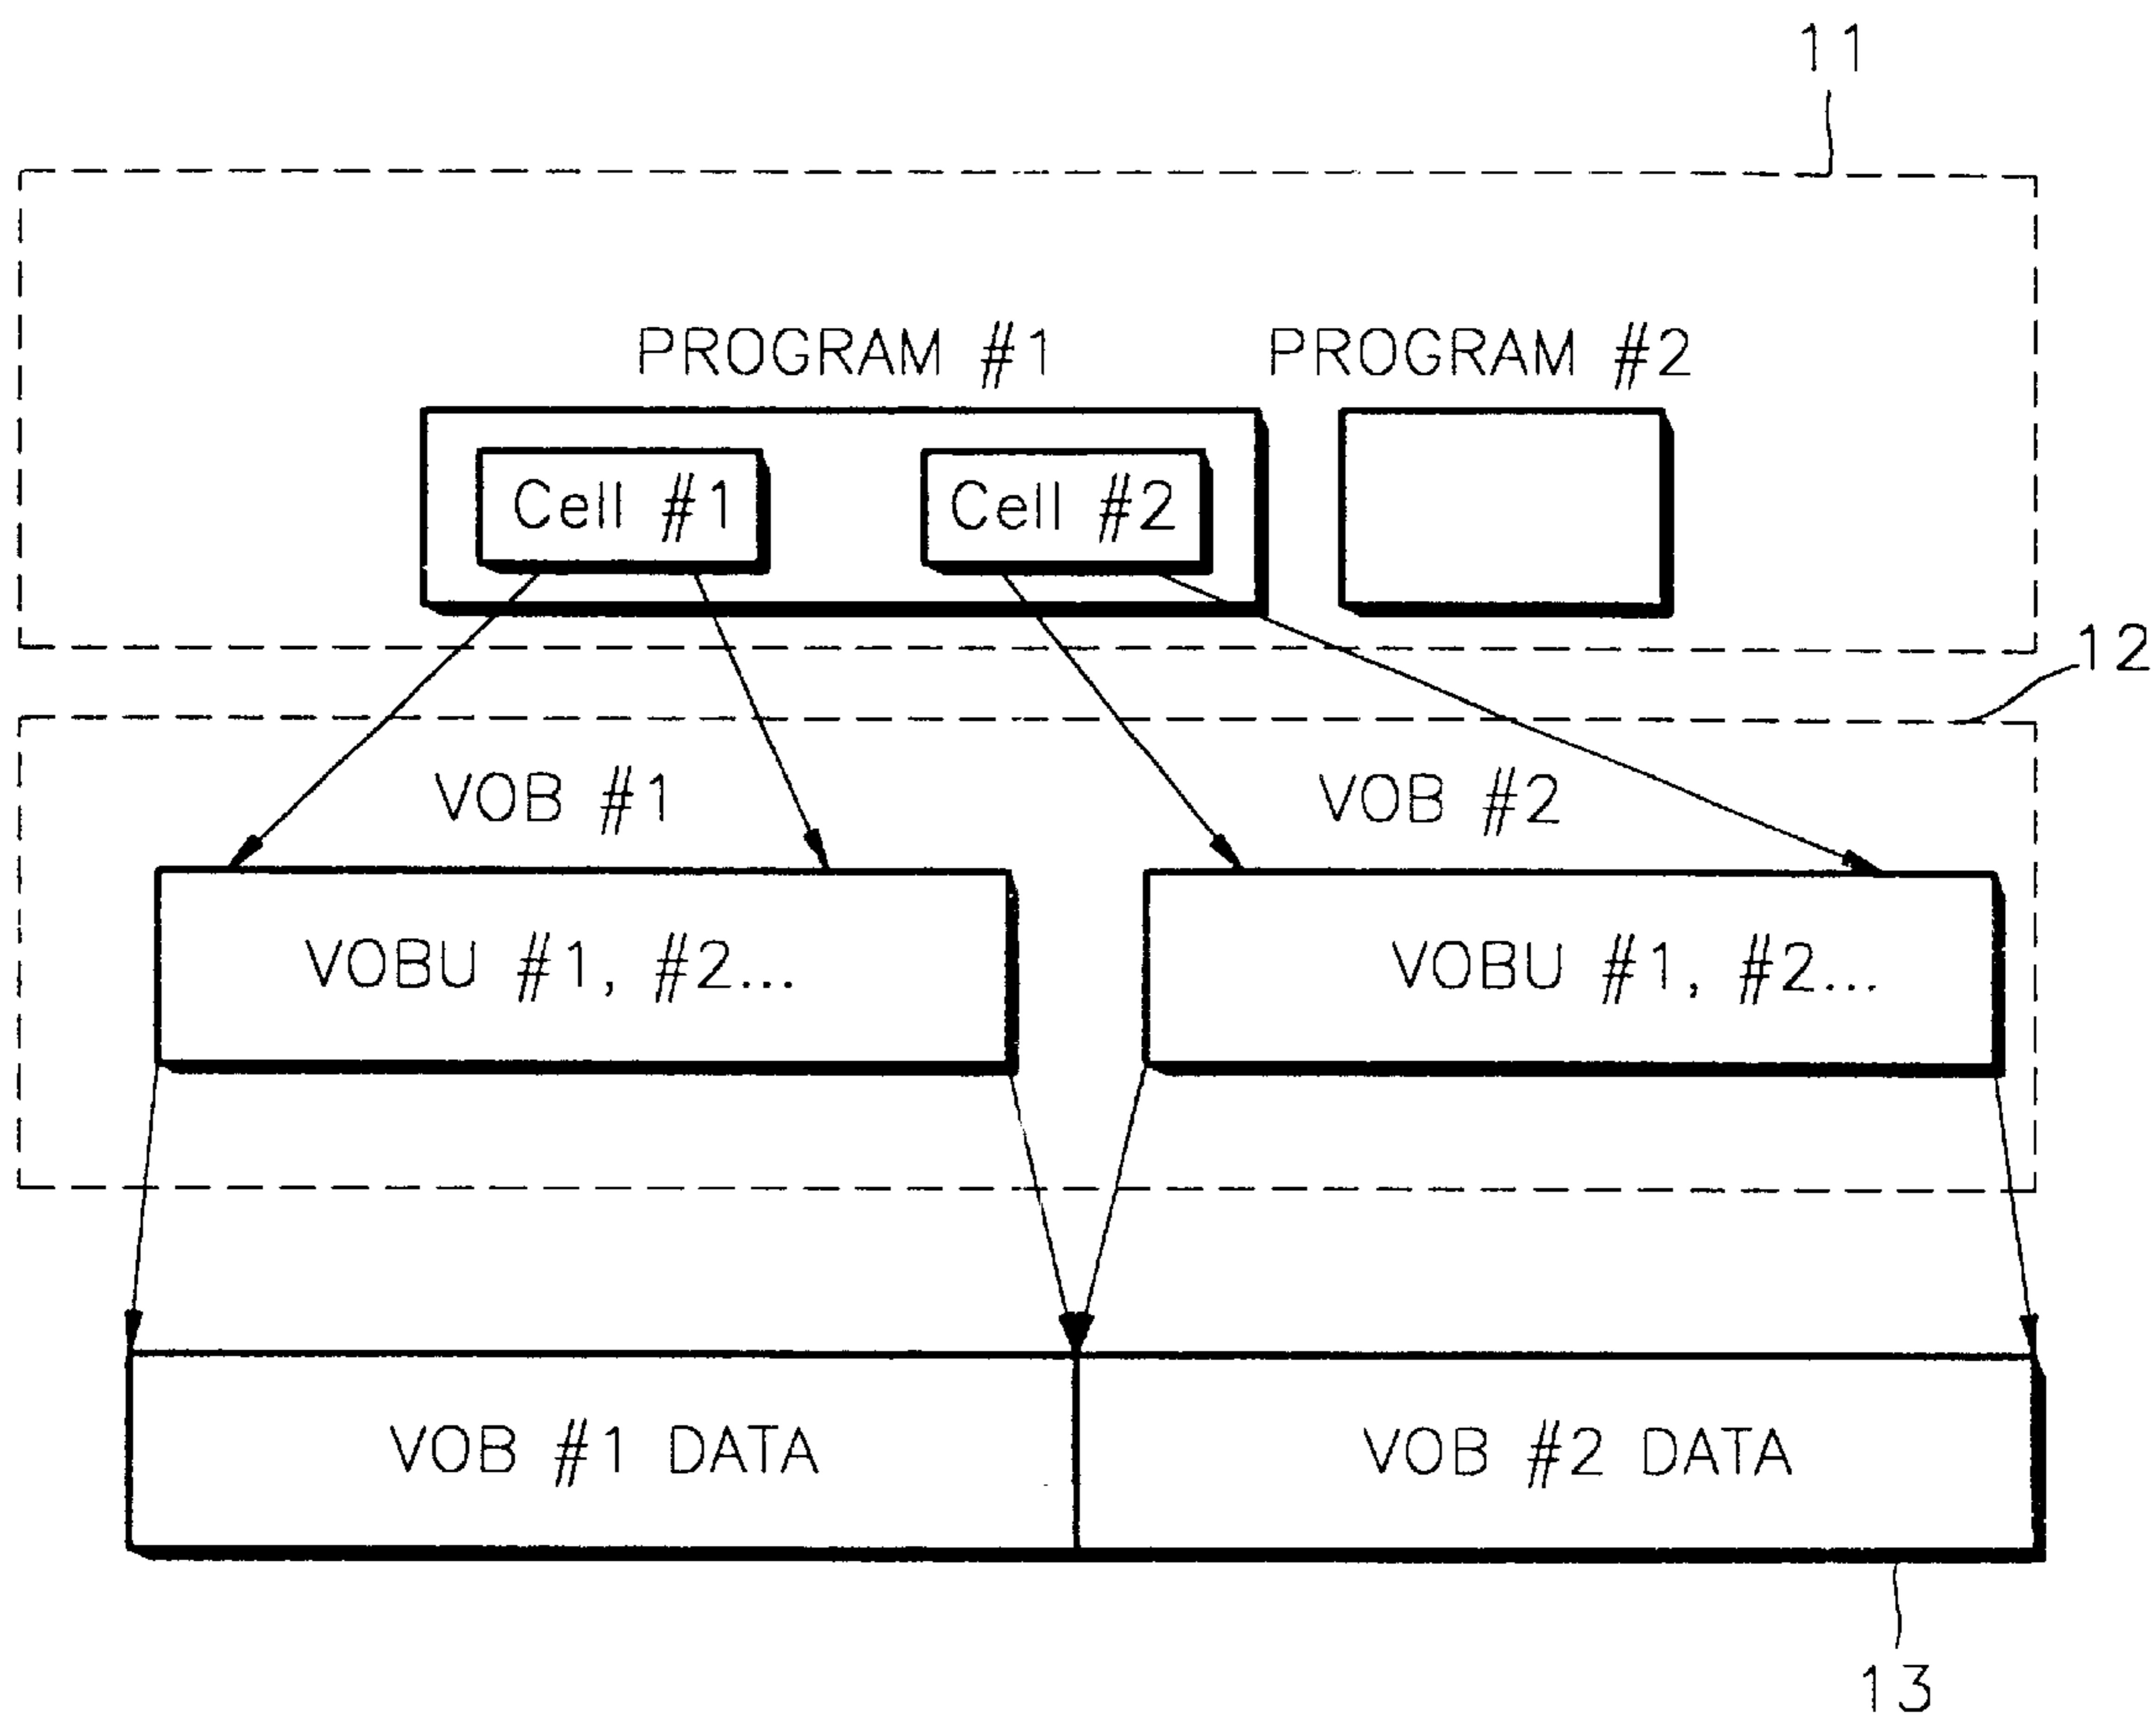 11
PROGRAM #1 PROGRAM #2
Cell #1 Cell #2
12
VOB #1 VOB #2
VOBU #1, #2... VOBU #1, #2...
VOB #1 DATA VOB #2 DATA
13